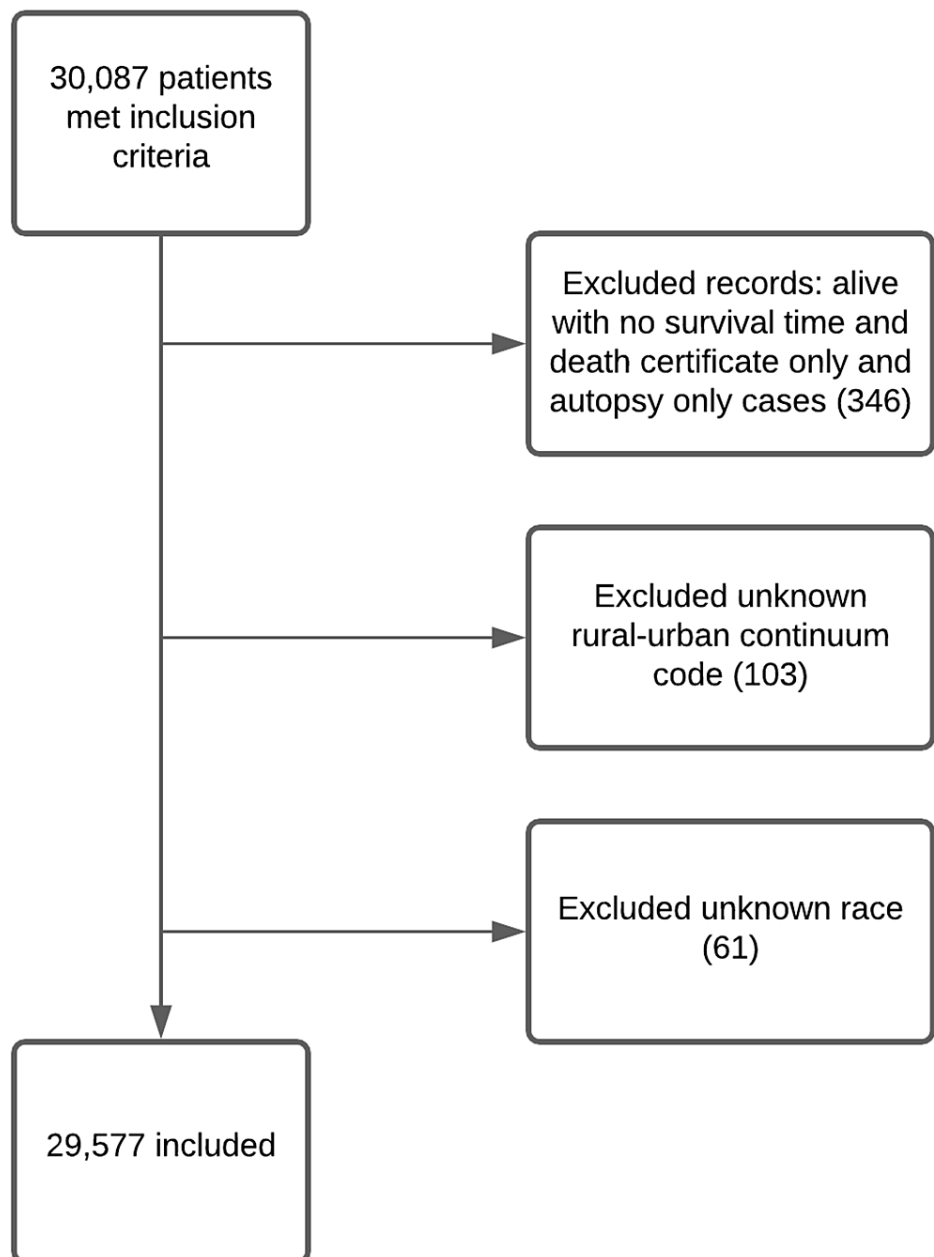 30,087 patients
met inclusion
criteria
Excluded records: alive
with no survival time and
death certificate only and
autopsy only cases (346)
Excluded unknown
rural-urban continuum
code (103)
Excluded unknown race
(61)
29,577 included